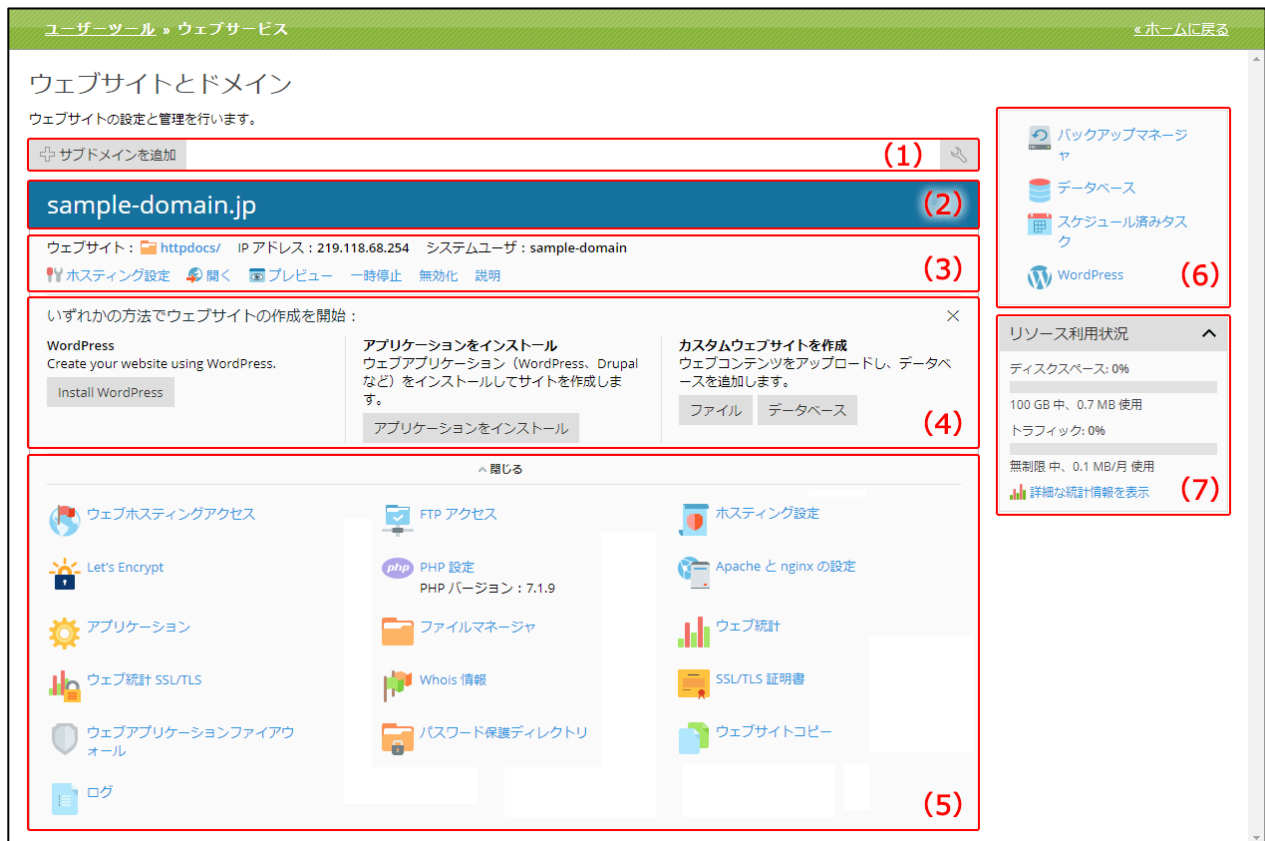 ユーザーツール » ウェブサービス
« ホームに戻る
ウェブサイトとドメイン
ウェブサイトの設定と管理を行います。
サブドメインを追加
(1)
sample-domain.jp
(2)
ウェブサイト： httpdocs/ IP アドレス：219.118.68.254 システムユーザ：sample-domain
ホスティング設定 開く プレビュー 一時停止 無効化 説明
(3)
いずれかの方法でウェブサイトの作成を開始：
WordPress
Create your website using WordPress.
Install WordPress
アプリケーションをインストール
ウェブアプリケーション（WordPress、Drupal
など）をインストールしてサイトを作成しま
す。
アプリケーションをインストール
カスタムウェブサイトを作成
ウェブコンテンツをアップロードし、データベ
ースを追加します。
ファイル データベース
(4)
閉じる
ウェブホスティングアクセス
FTP アクセス
ホスティング設定
Let's Encrypt
php
PHP 設定
PHP バージョン：7.1.9
Apache と nginx の設定
アプリケーション
ファイルマネージャ
ウェブ統計
ウェブ統計 SSL/TLS
Whois 情報
SSL/TLS 証明書
ウェブアプリケーションファイアウ
ォール
パスワード保護ディレクトリ
ウェブサイトコピー
ログ
(5)
バックアップマネージ
ャ
データベース
スケジュール済みタス
ク
WordPress
(6)
リソース利用状況
ディスクスペース: 0%
100 GB 中、0.7 MB 使用
トラフィック: 0%
無制限 中、0.1 MB/月 使用
詳細な統計情報を表示
(7)